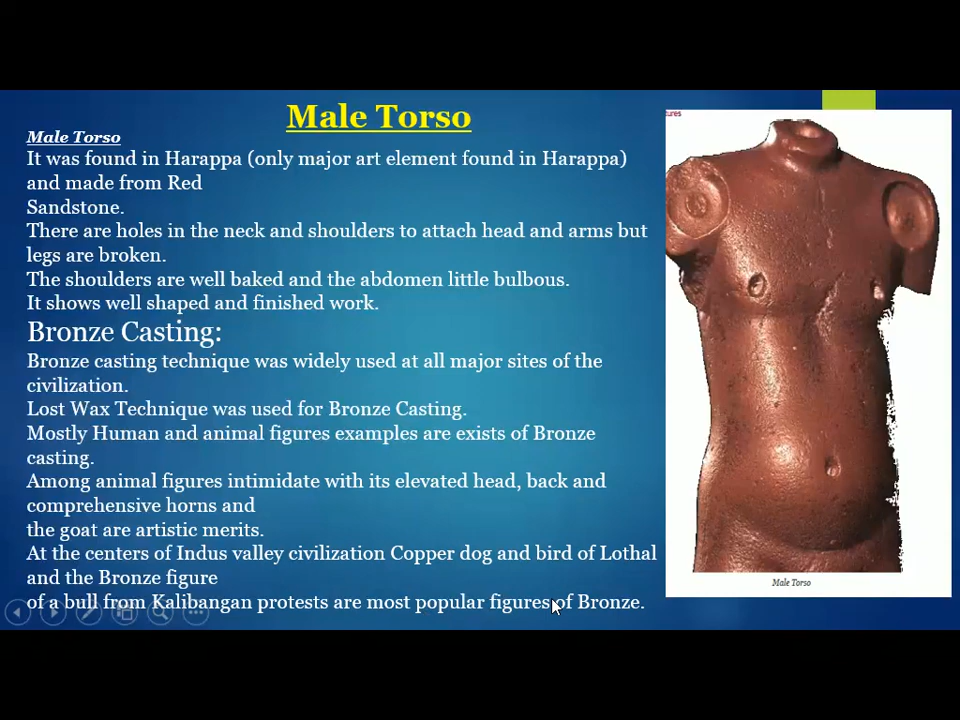 Male Torso
Male Torso
It was found in Harappa (only major art element found in Harappa)
and made from Red
Sandstone.
There are holes in the neck and shoulders to attach head and arms but
legs are broken.
The shoulders are well baked and the abdomen little bulbous.
It shows well shaped and finished work.
Bronze Casting:
Bronze casting technique was widely used at all major sites of the
civilization.
Lost Wax Technique was used for Bronze Casting.
Mostly Human and animal figures examples are exists of Bronze
casting.
Among animal figures intimidate with its elevated head, back and
comprehensive horns and
the goat are artistic merits.
At the centers of Indus valley civilization Copper dog and bird of Lothal
and the Bronze figure
of a bull from Kalibangan protests are most popular figures of Bronze.
tures
Male Torso